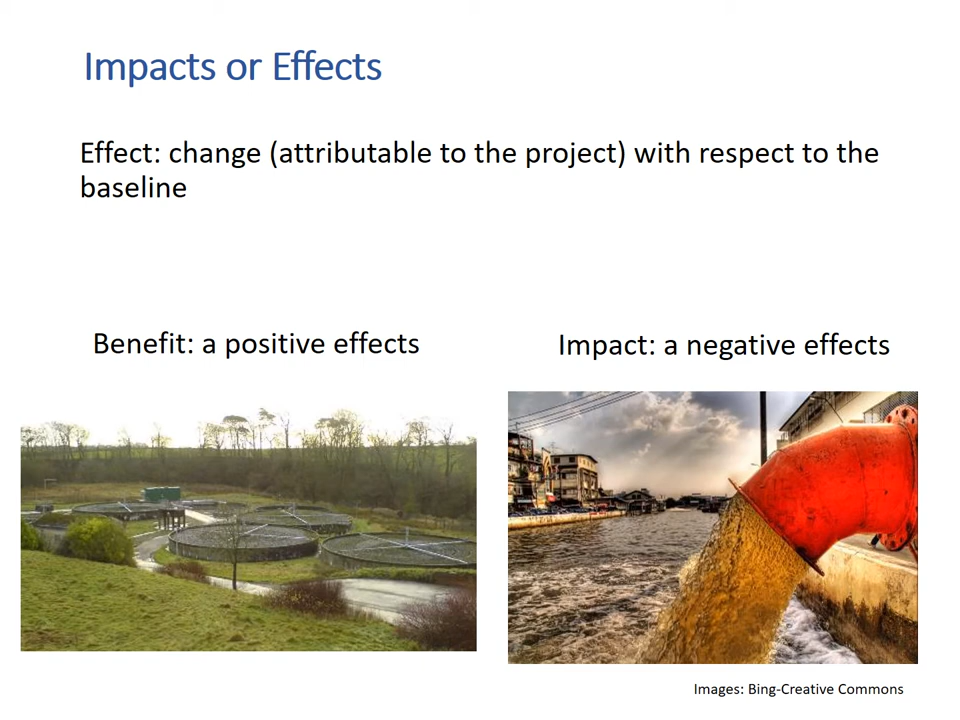 Impacts or Effects
Effect: change (attributable to the project) with respect to the
baseline
Benefit: a positive effects
Impact: a negative effects
Images: Bing-Creative Commons